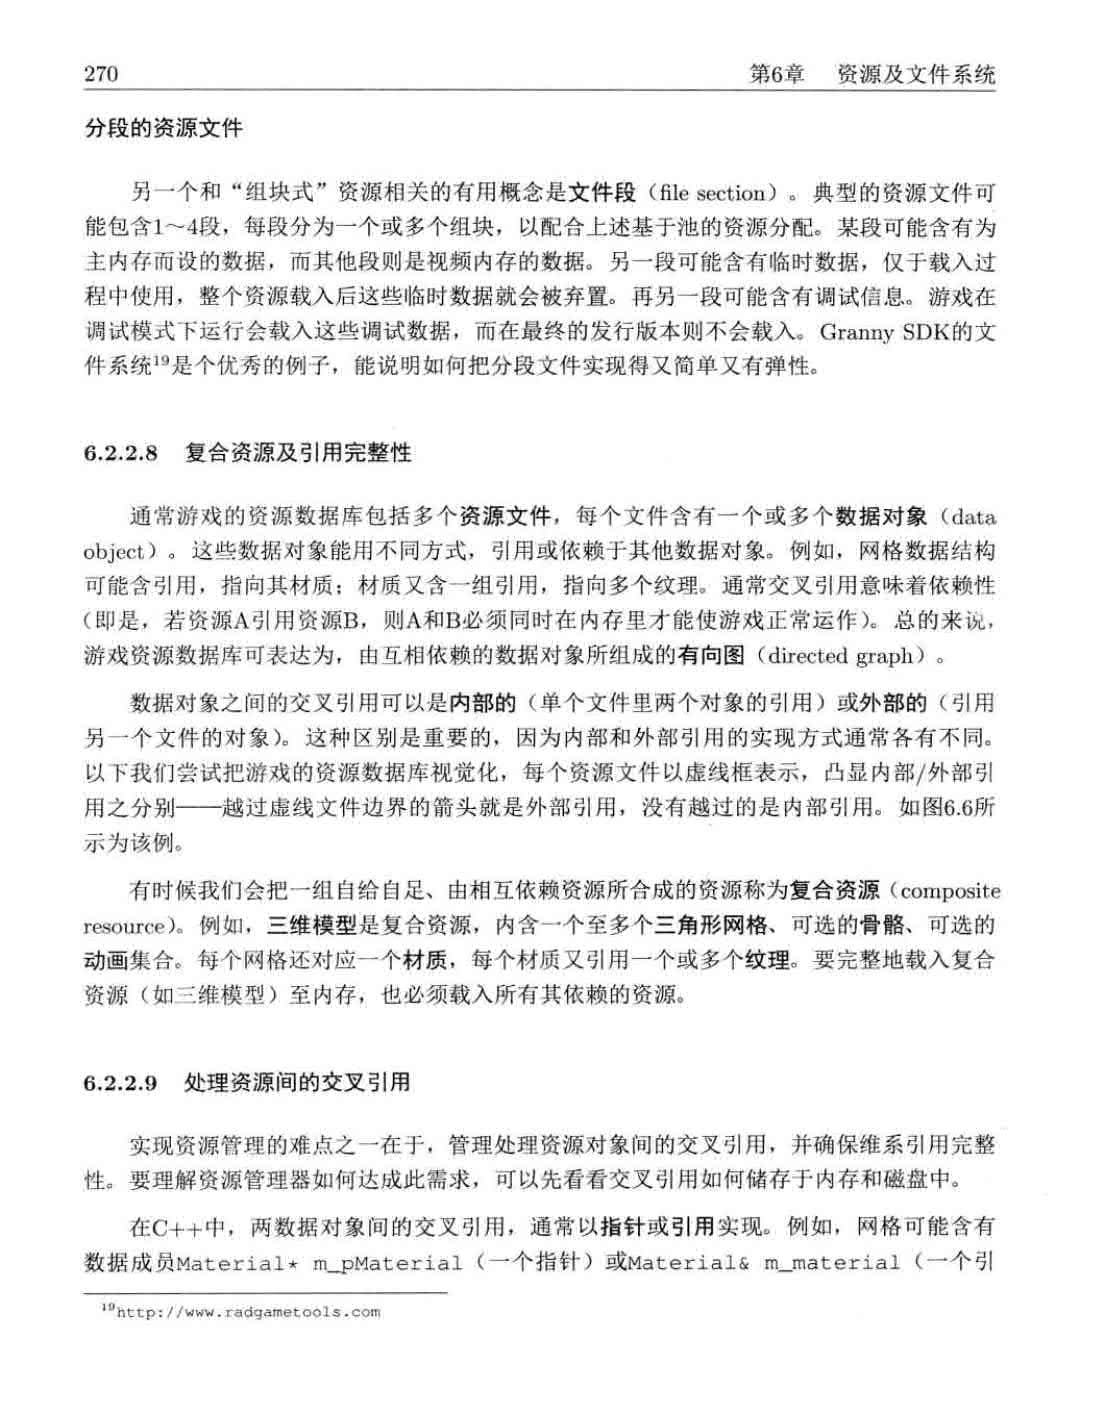 270
第6章 资源及文件系统
分段的资源文件
另一个和“组块式”资源相关的有用概念是文件段（file section）。典型的资源文件可
能包含1～4段，每段分为一个或多个组块，以配合上述基于池的资源分配。某段可能含有为
主内存而设的数据，而其他段则是视频内存的数据。另一段可能含有临时数据，仅于载入过
程中使用，整个资源载入后这些临时数据就会被弃置。再另一段可能含有调试信息。游戏在
调试模式下运行会载入这些调试数据，而在最终的发行版本则不会载入。Granny SDK的文
件系统¹⁹是个优秀的例子，能说明如何把分段文件实现得又简单又有弹性。
6.2.2.8 复合资源及引用完整性
通常游戏的资源数据库包括多个资源文件，每个文件含有一个或多个数据对象（data
object）。这些数据对象能用不同方式，引用或依赖于其他数据对象。例如，网格数据结构
可能含引用，指向其材质；材质又含一组引用，指向多个纹理。通常交叉引用意味着依赖性
（即是，若资源A引用资源B，则A和B必须同时在内存里才能使游戏正常运作）。总的来说，
游戏资源数据库可表达为，由互相依赖的数据对象所组成的有向图（directed graph）。
数据对象之间的交叉引用可以是内部的（单个文件里两个对象的引用）或外部的（引用
另一个文件的对象）。这种区别是重要的，因为内部和外部引用的实现方式通常各有不同。
以下我们尝试把游戏的资源数据库视觉化，每个资源文件以虚线框表示，凸显内部/外部引
用之分别——越过虚线文件边界的箭头就是外部引用，没有越过的是内部引用。如图6.6所
示为该例。
有时候我们会把一组自给自足、由相互依赖资源所合成的资源称为复合资源（composite
resource）。例如，三维模型是复合资源，内含一个至多个三角形网格、可选的骨骼、可选的
动画集合。每个网格还对应一个材质，每个材质又引用一个或多个纹理。要完整地载入复合
资源（如三维模型）至内存，也必须载入所有其依赖的资源。
6.2.2.9 处理资源间的交叉引用
实现资源管理的难点之一在于，管理处理资源对象间的交叉引用，并确保维系引用完整
性。要理解资源管理器如何达成此需求，可以先看看交叉引用如何储存于内存和磁盘中。
在C++中，两数据对象间的交叉引用，通常以指针或引用实现。例如，网格可能含有
数据成员Material* m_pMaterial（一个指针）或Material& m_material（一个引
¹⁹http://www.radgametools.com